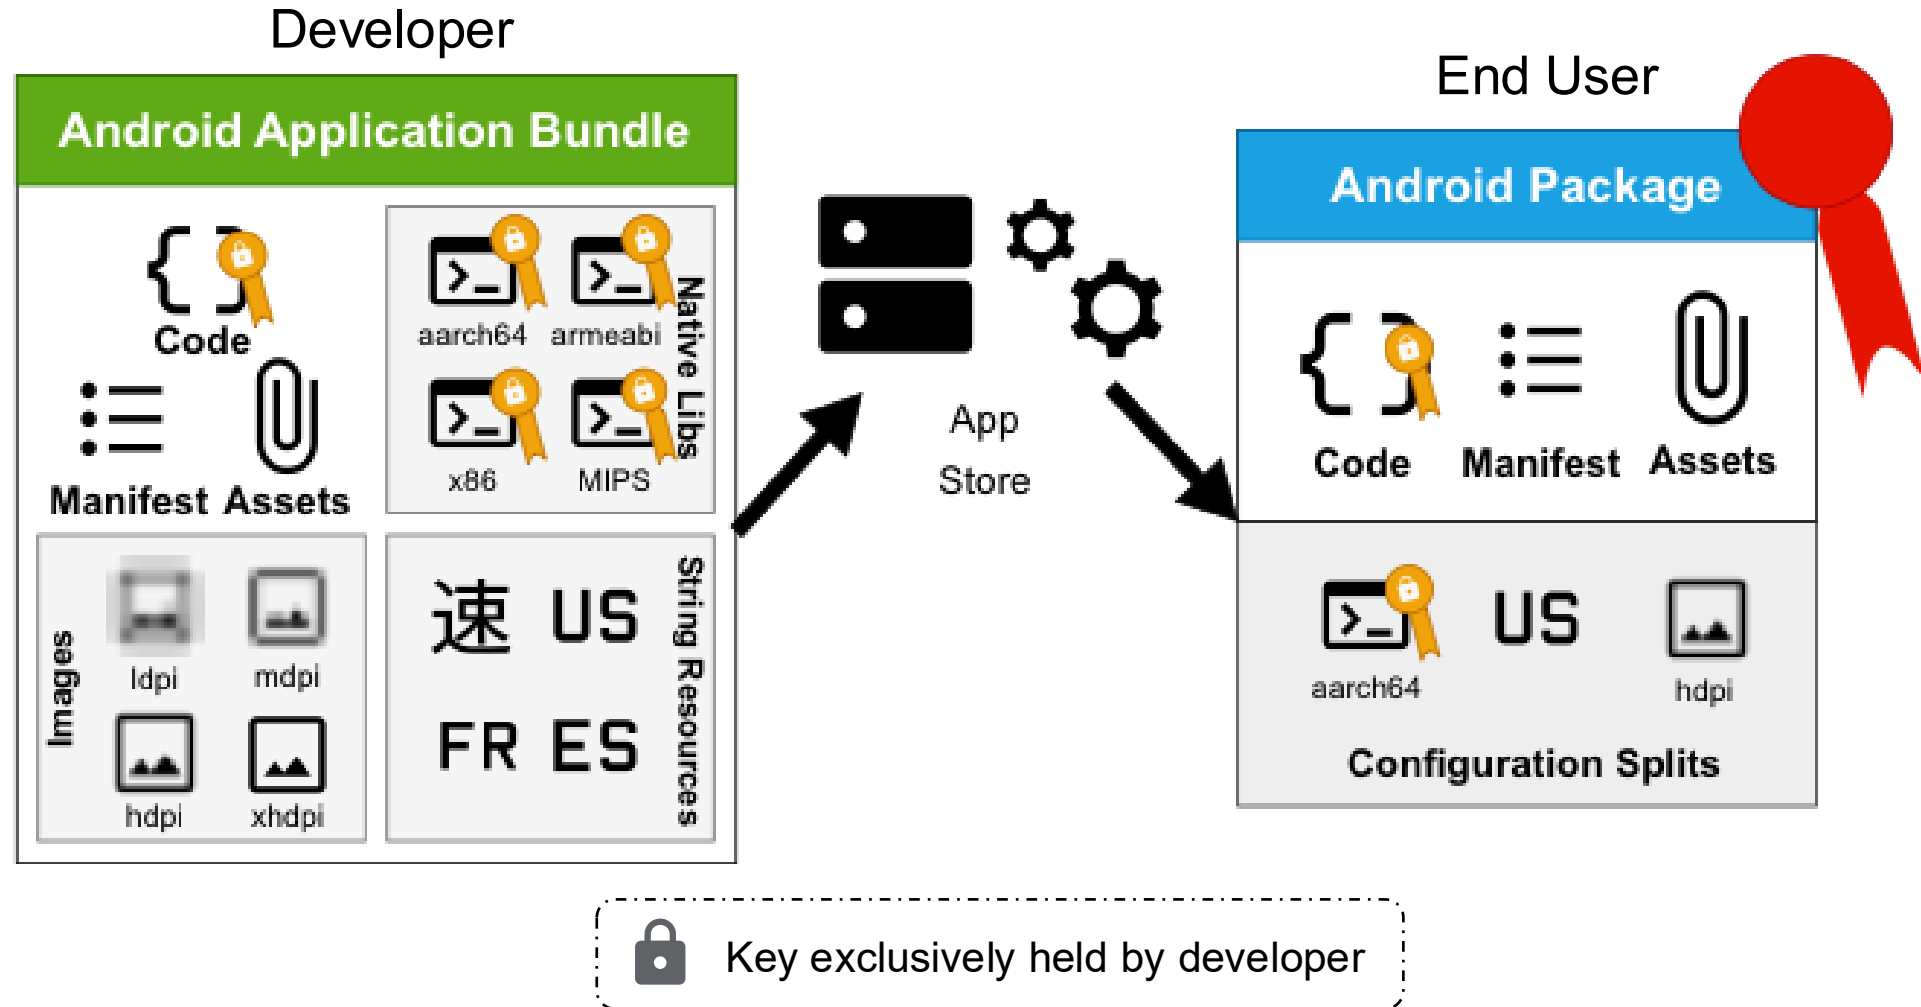 Developer
Android Application Bundle
Code
Manifest Assets
aarch64 armeabi
x86 MIPS
Native Libs
Images
ldpi mdpi
hdpi xhdpi
速 US
FR ES
String Resources
App
Store
End User
Android Package
Code Manifest Assets
US
aarch64 hdpi
Configuration Splits
Key exclusively held by developer